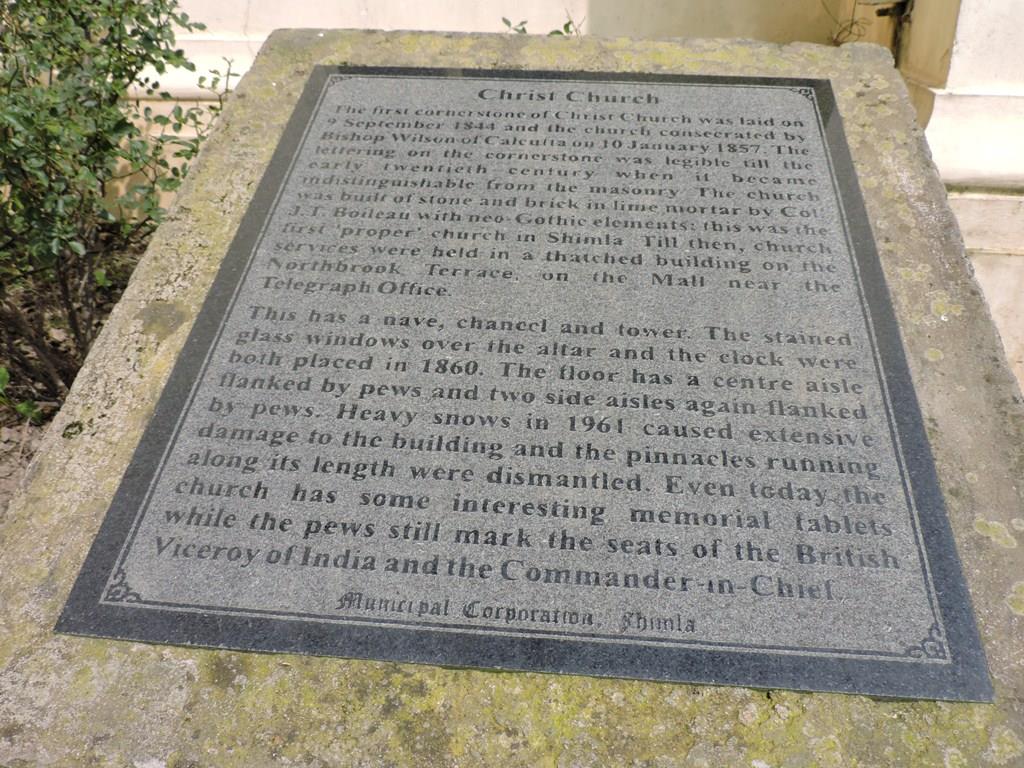 Christ Church
The first cornerstone of Christ Church was laid on
9 September 1844 and the church consecrated by
Bishop Wilson of Calcutta on 10 January 1857. The
lettering on the cornerstone was legible till the
early twentieth century when it became
indistinguishable from the masonry. The church
was built of stone and brick in lime mortar by Col.
J.T. Boileau with neo-Gothic elements; this was the
first 'proper' church in Shimla. Till then, church
services were held in a thatched building on the
Northbrook Terrace, on the Mall near the
Telegraph Office.
This has a nave, chancel and tower. The stained
glass windows over the altar and the clock were
both placed in 1860. The floor has a centre aisle
flanked by pews and two side aisles again flanked
by pews. Heavy snows in 1961 caused extensive
damage to the building and the pinnacles running
along its length were dismantled. Even today the
church has some interesting memorial tablets
while the pews still mark the seats of the British
Viceroy of India and the Commander-in-Chief.
Municipal Corporation, Shimla